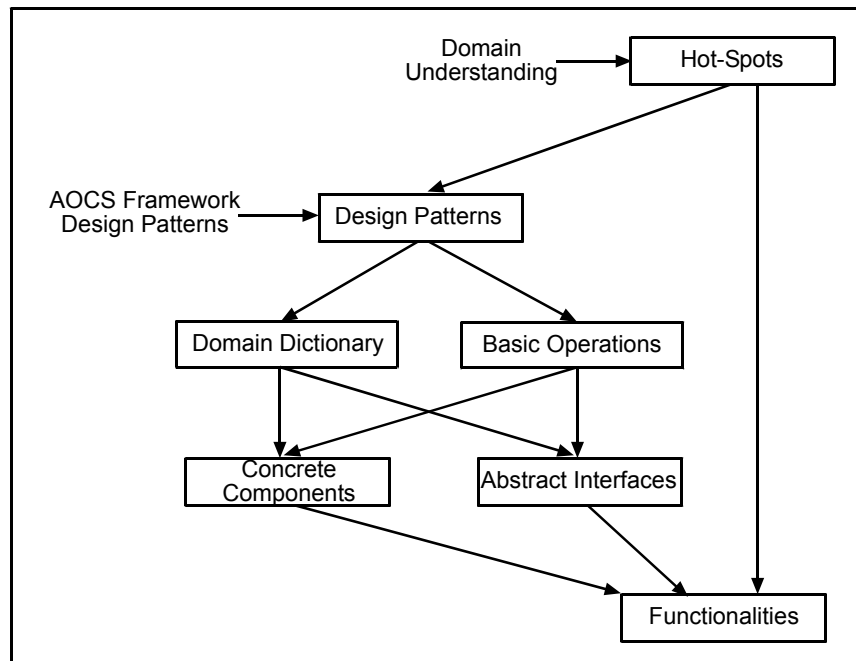 Domain
Understanding
Hot-Spots
AOCS Framework
Design Patterns
Design Patterns
Domain Dictionary
Basic Operations
Concrete
Components
Abstract Interfaces
Functionalities